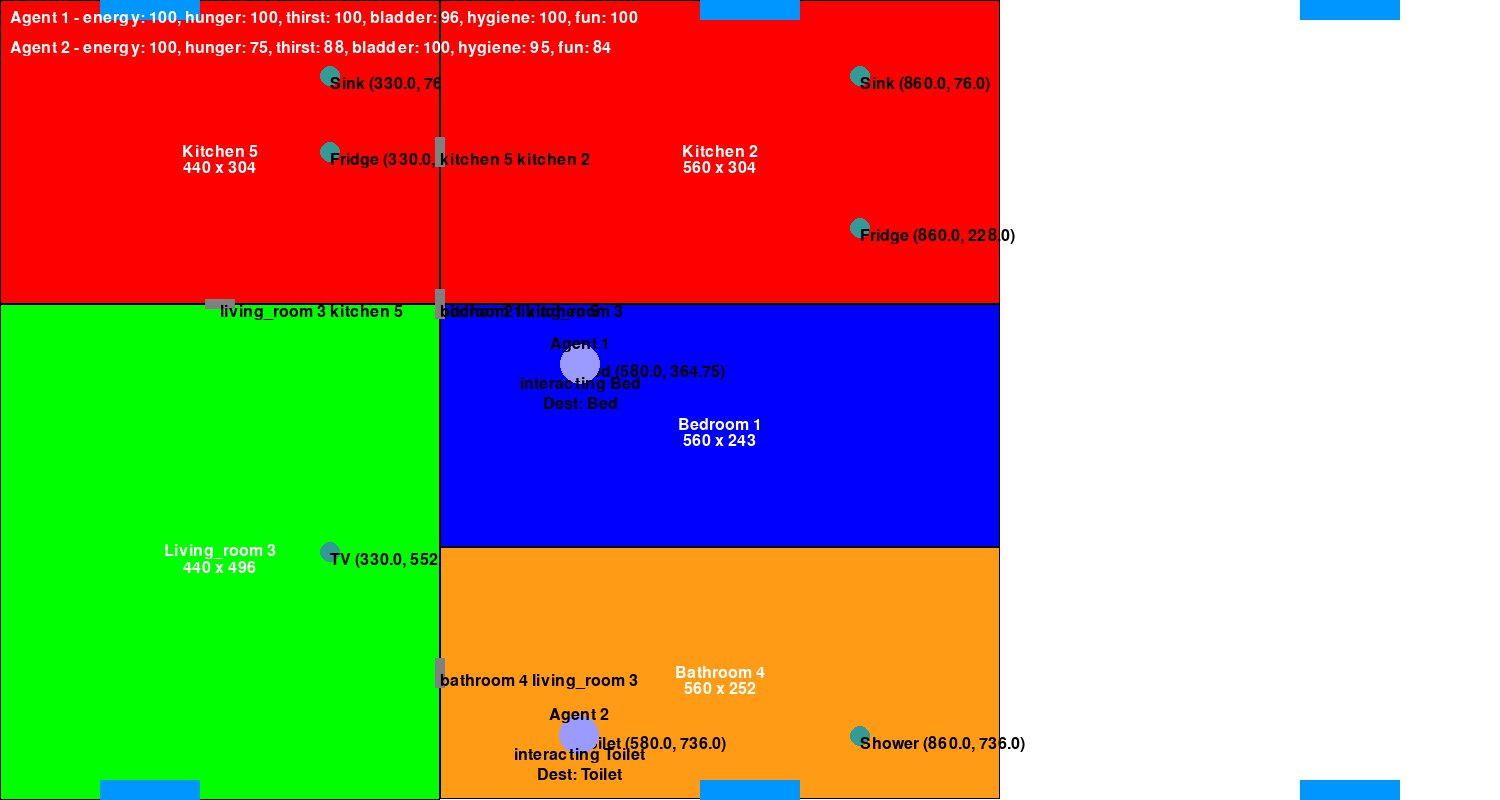 Agent 1 - energy: 100, hunger: 100, thirst: 100, bladder: 96, hygiene: 100, fun: 100
Agent 2 - energy: 100, hunger: 75, thirst: 88, bladder: 100, hygiene: 95, fun: 84
Sink (330.0, 76
Sink (860.0, 76.0)
Kitchen 5
440 x 304
Fridge (330.0, kitchen 5 kitchen 2
Kitchen 2
560 x 304
Fridge (860.0, 228.0)
living_room 3 kitchen 5
Agent 1
(580.0, 364.75)
interacting Bed
Dest: Bed
Bedroom 1
560 x 243
Living_room 3
440 x 496
TV (330.0, 552
Bathroom 4
560 x 252
bathroom 4 living_room 3
Agent 2
(580.0, 736.0)
interacting Toilet
Dest: Toilet
Shower (860.0, 736.0)